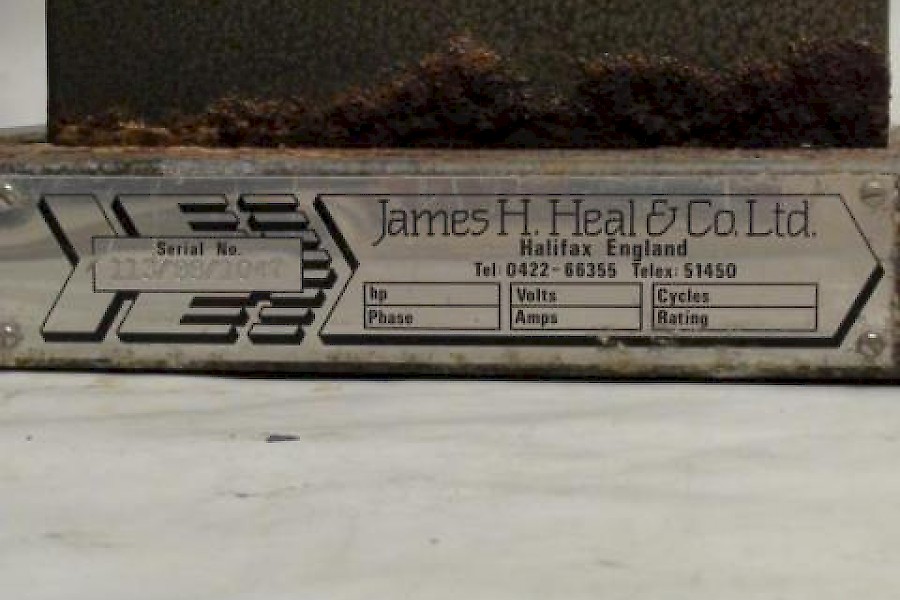 James H. Heal & Co. Ltd.
Halifax England
Tel: 0422-66355 Telex: 51450
Serial No.
hp
Volts
Cycles
Phase
Amps
Rating